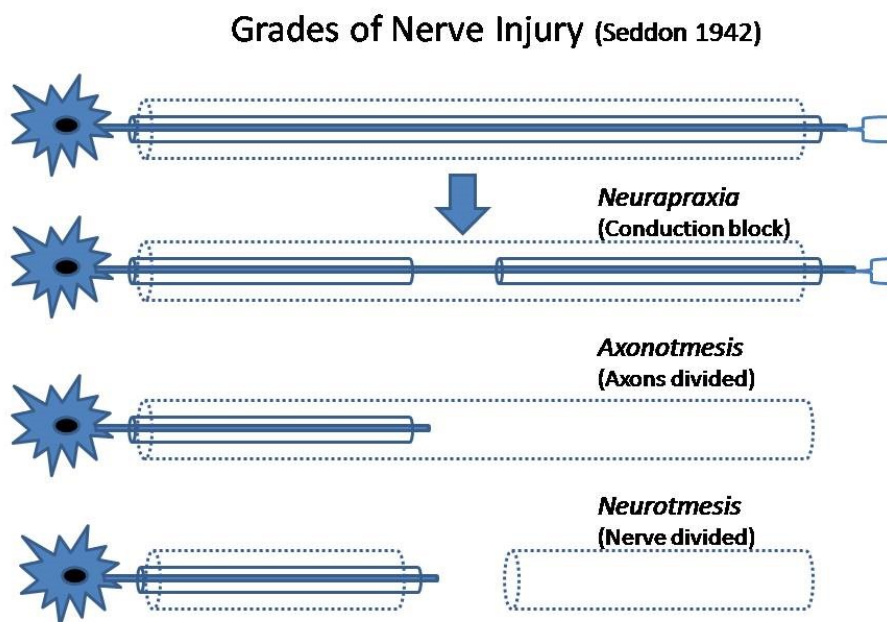 Grades of Nerve Injury (Seddon 1942)
Neurapraxia
(Conduction block)
Axonotmesis
(Axons divided)
Neurotmesis
(Nerve divided)